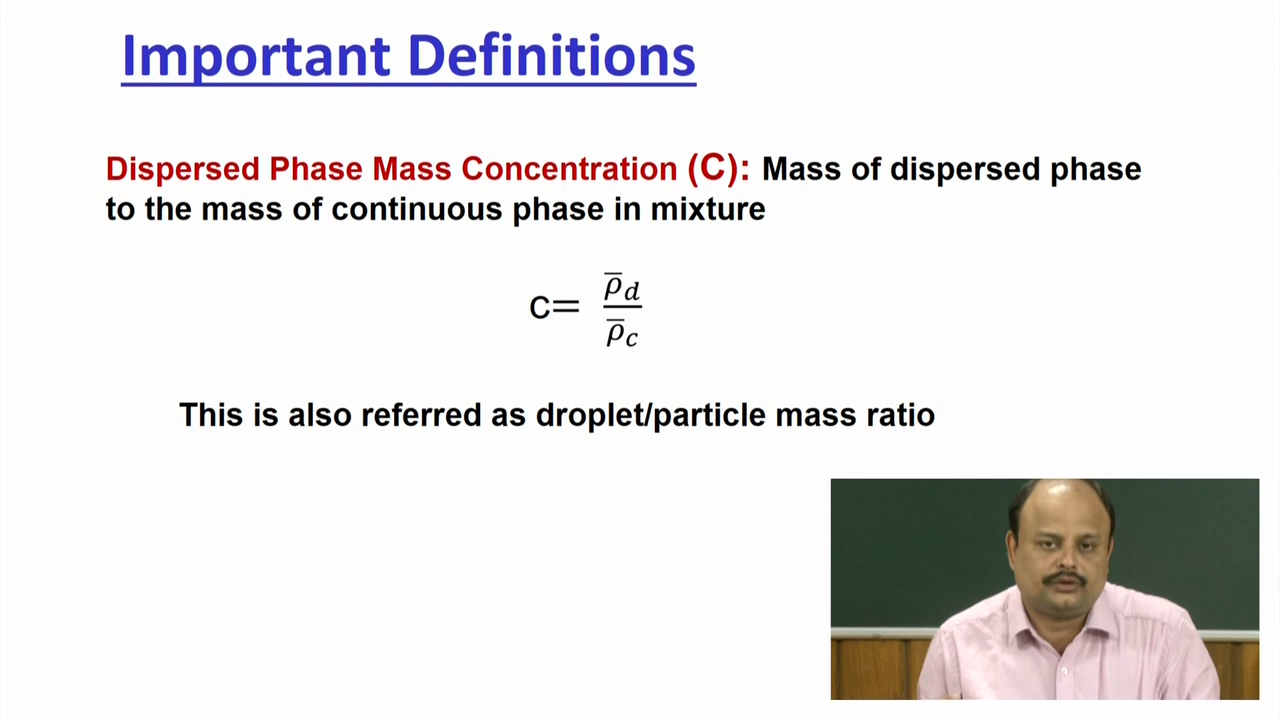 Important Definitions
Dispersed Phase Mass Concentration (C): Mass of dispersed phase
to the mass of continuous phase in mixture
C= ρ̅d / ρ̅c
This is also referred as droplet/particle mass ratio